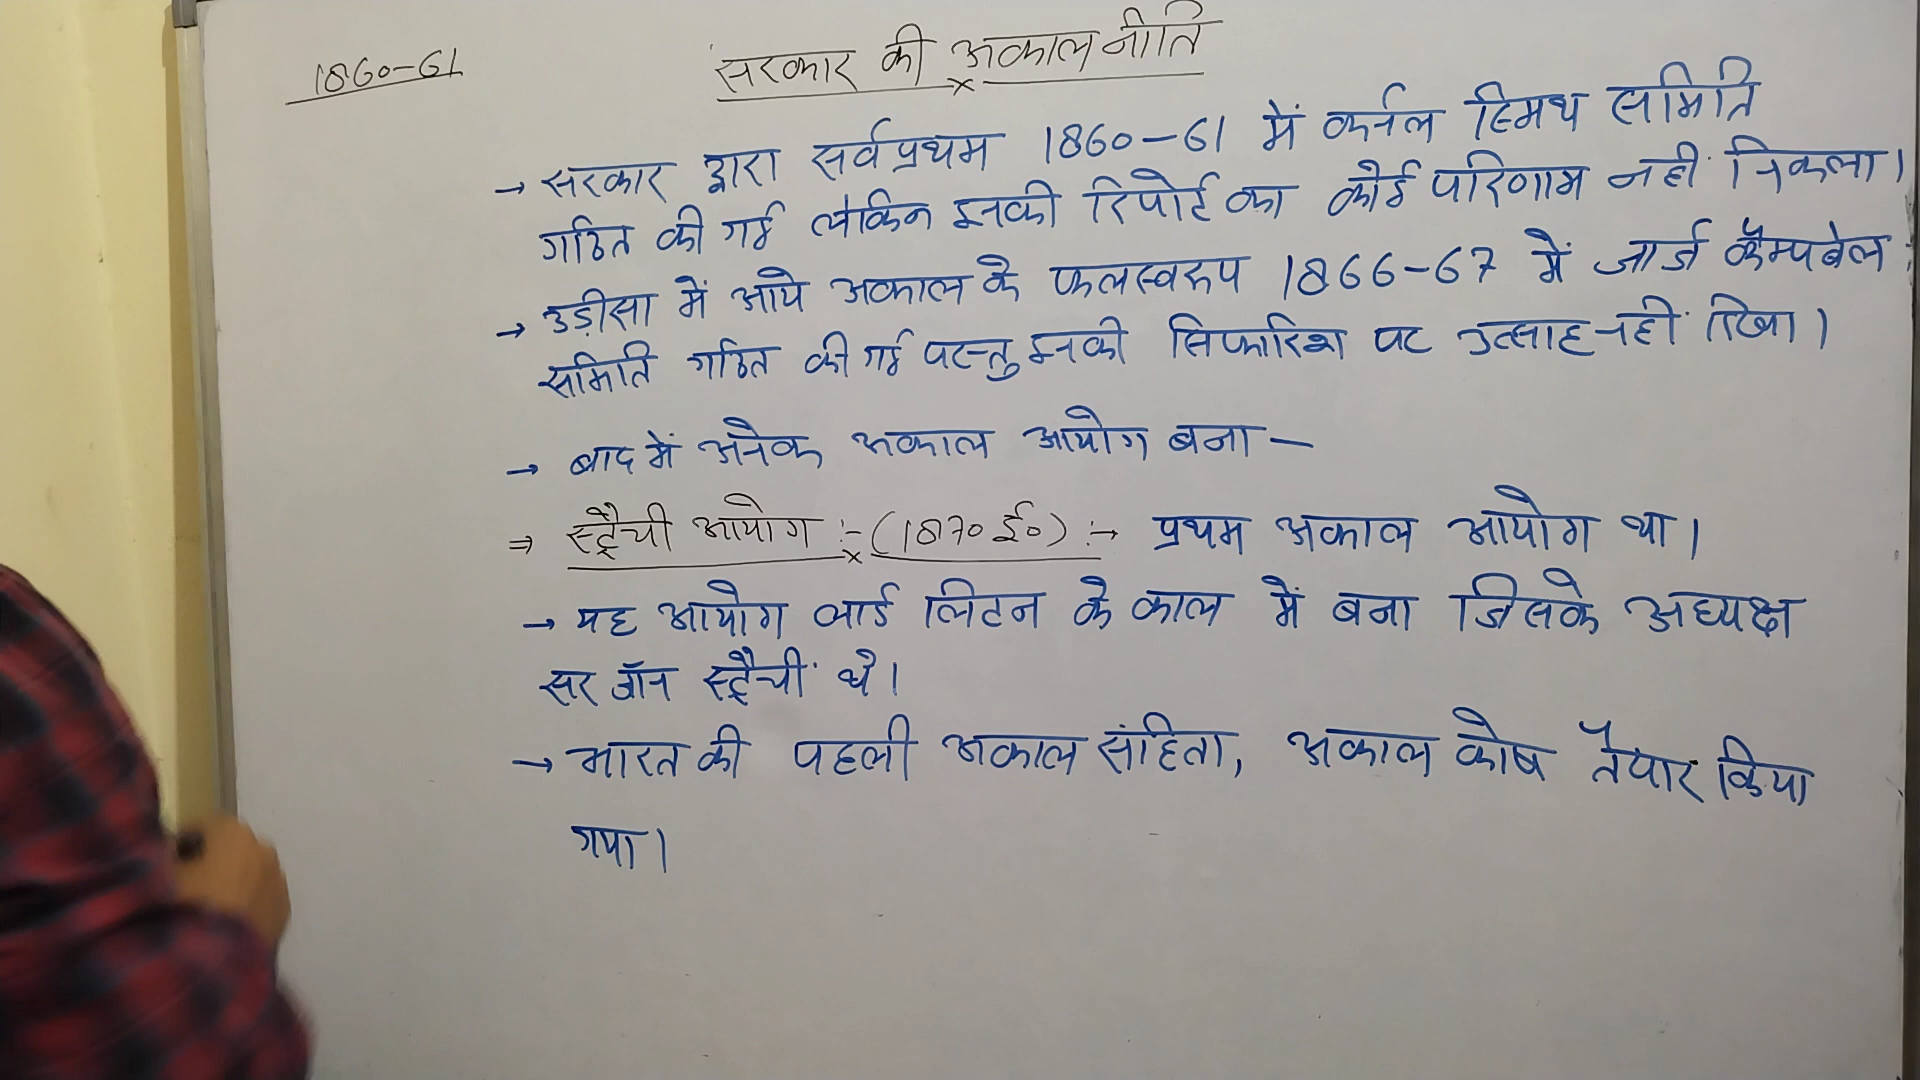 1860-61
सरकार की अकाल नीति
→ सरकार द्वारा सर्वप्रथम 1860-61 में कर्नल स्मिथ समिति
गठित की गई लेकिन इनकी रिपोर्ट का कोई परिणाम नहीं निकला।
→ उड़ीसा में आये अकाल के फलस्वरुप 1866-67 में जार्ज कैम्पबेल
समिति गठित की गई परन्तु इनकी सिफारिश पर उत्साह नहीं दिखा।
→ बाद में अनेक अकाल आयोग बना —
⇒ स्ट्रैची आयोग :- (1870 ई०) :→ प्रथम अकाल आयोग था।
→ यह आयोग लार्ड लिटन के काल में बना जिसके अध्यक्ष
सर जॉन स्ट्रैची थे।
→ भारत की पहली अकाल संहिता, अकाल कोष तैयार किया
गया।